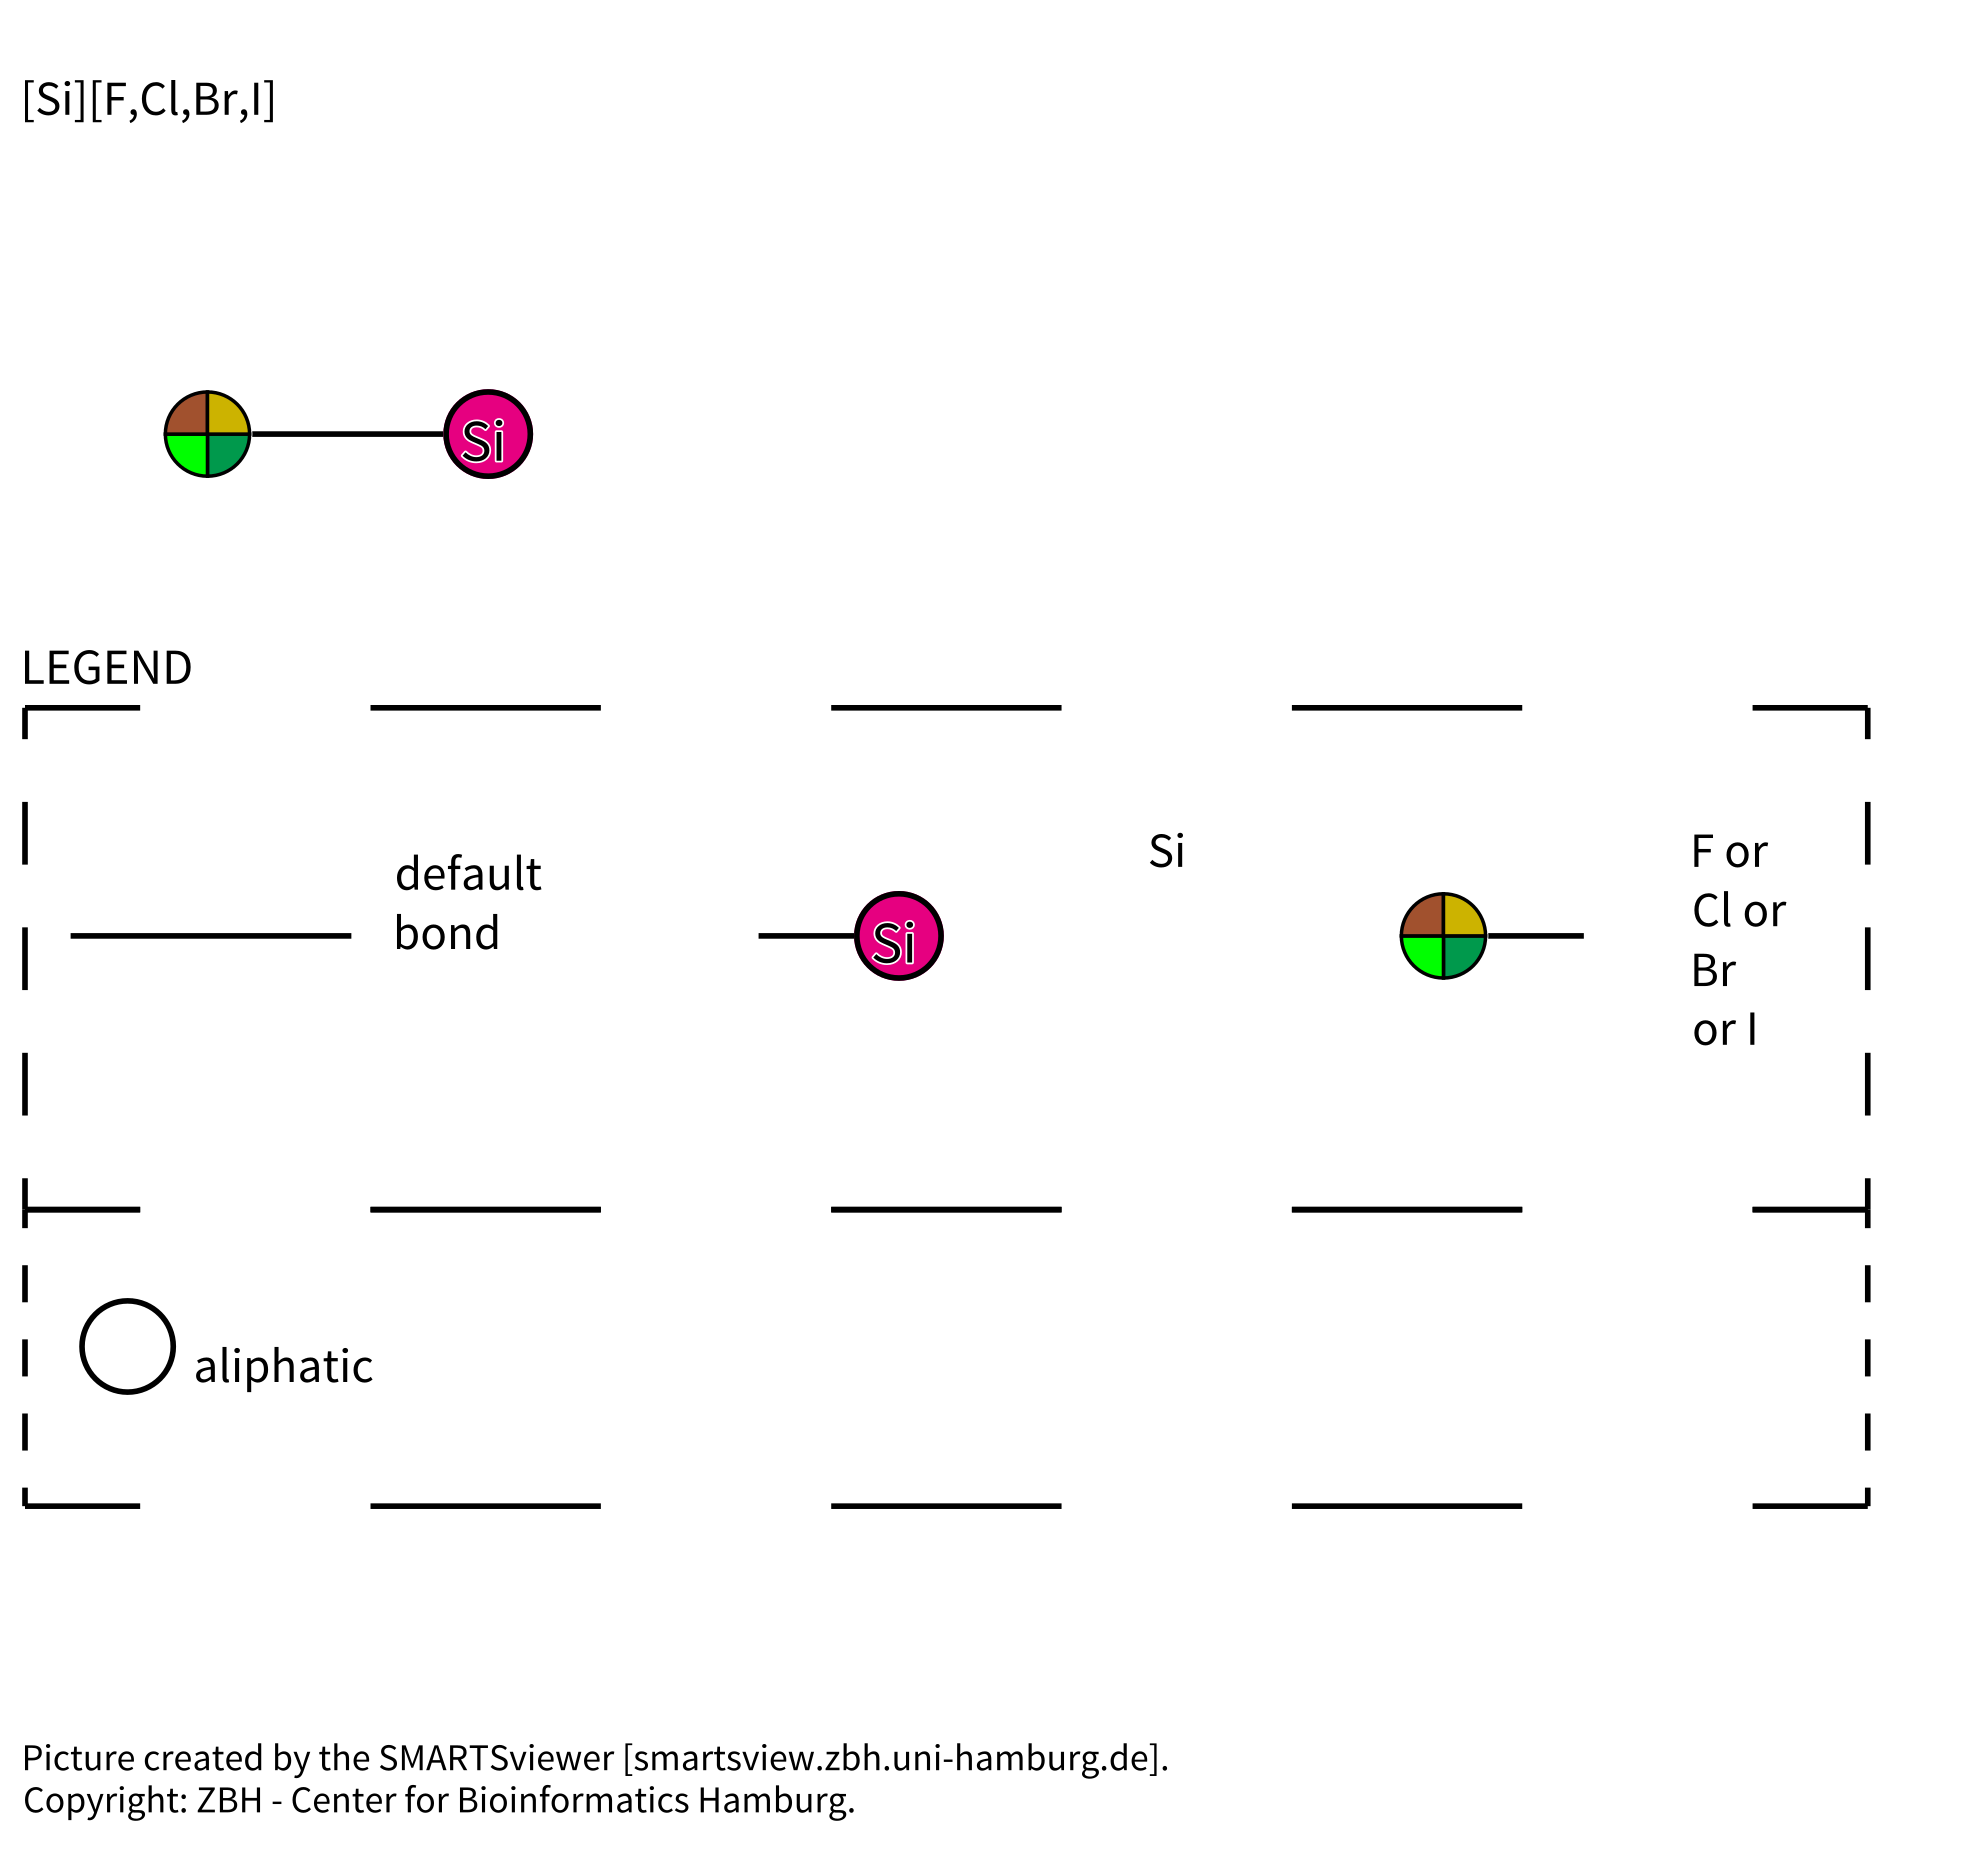 [Si][F,Cl,Br,I]
Si
LEGEND
default
bond
Si
Si
F or
Cl or
Br
or I
aliphatic
Picture created by the SMARTSviewer [smartsview.zbh.uni-hamburg.de].
Copyright: ZBH - Center for Bioinformatics Hamburg.